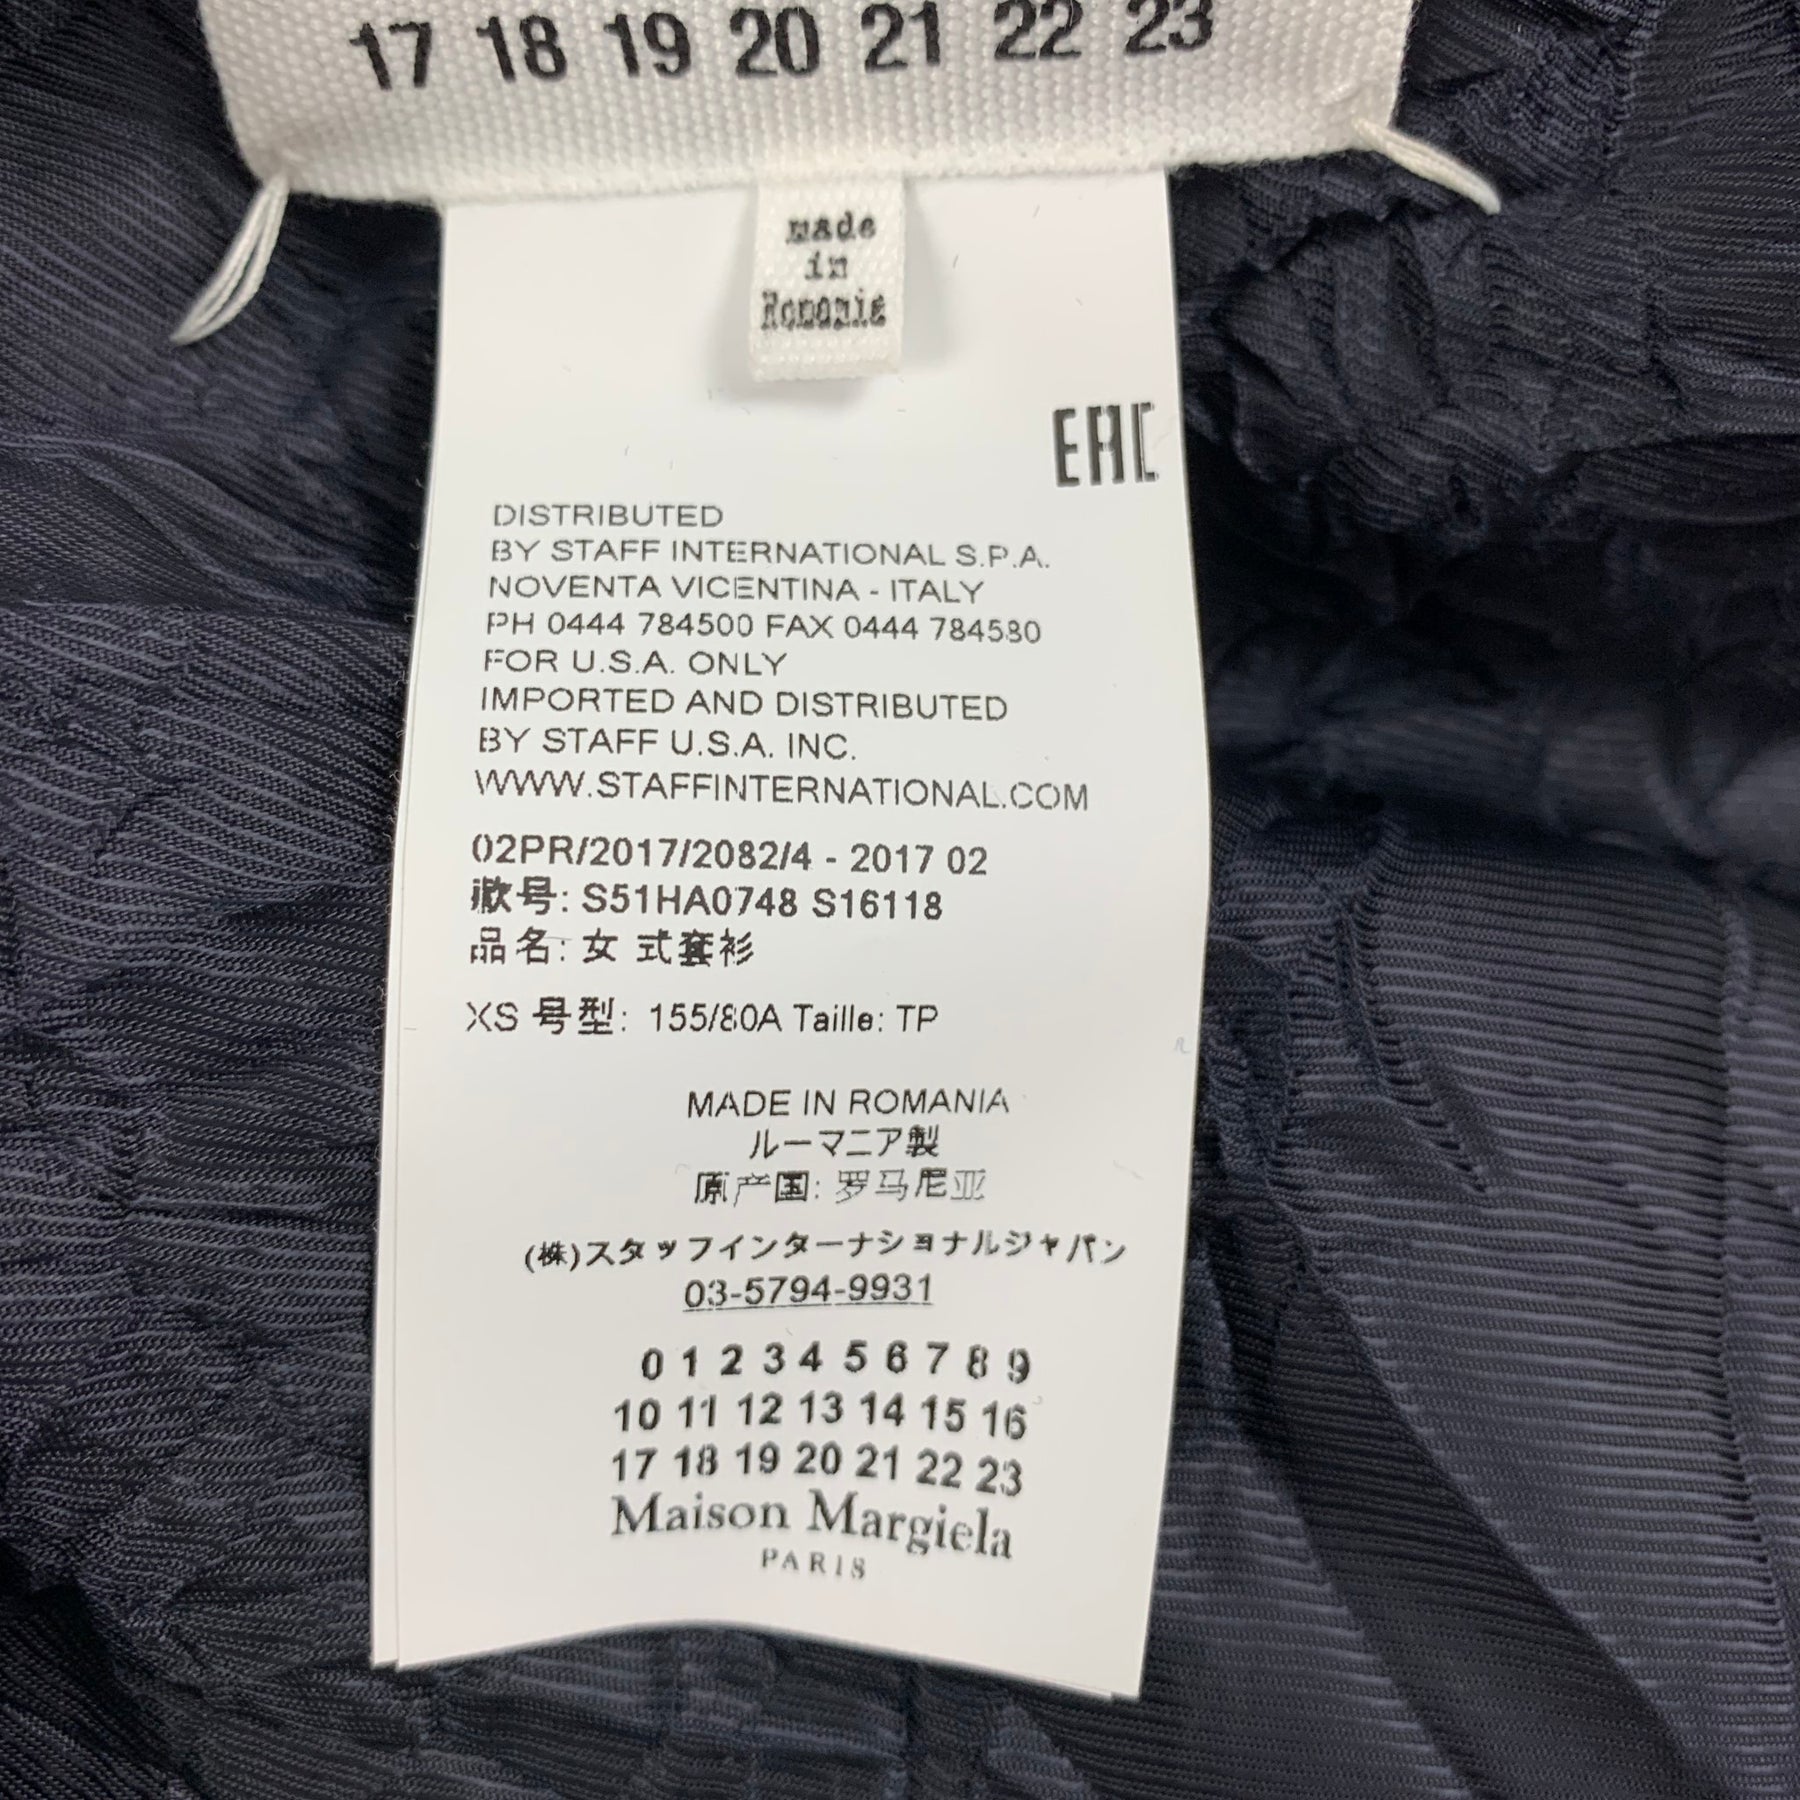 17 18 19 20 21 22 23
made
in
Romania
EAC
DISTRIBUTED
BY STAFF INTERNATIONAL S.P.A.
NOVENTA VICENTINA - ITALY
PH 0444 784500 FAX 0444 784580
FOR U.S.A. ONLY
IMPORTED AND DISTRIBUTED
BY STAFF U.S.A. INC.
WWW.STAFFINTERNATIONAL.COM
02PR/2017/2082/4 - 2017 02
款号: S51HA0748 S16118
品名: 女 式套衫
XS 号型: 155/80A Taille: TP
MADE IN ROMANIA
ルーマニア製
原产国: 罗马尼亚
(株)スタッフインターナショナルジャパン
03-5794-9931
0 1 2 3 4 5 6 7 8 9
10 11 12 13 14 15 16
17 18 19 20 21 22 23
Maison Margiela
PARIS